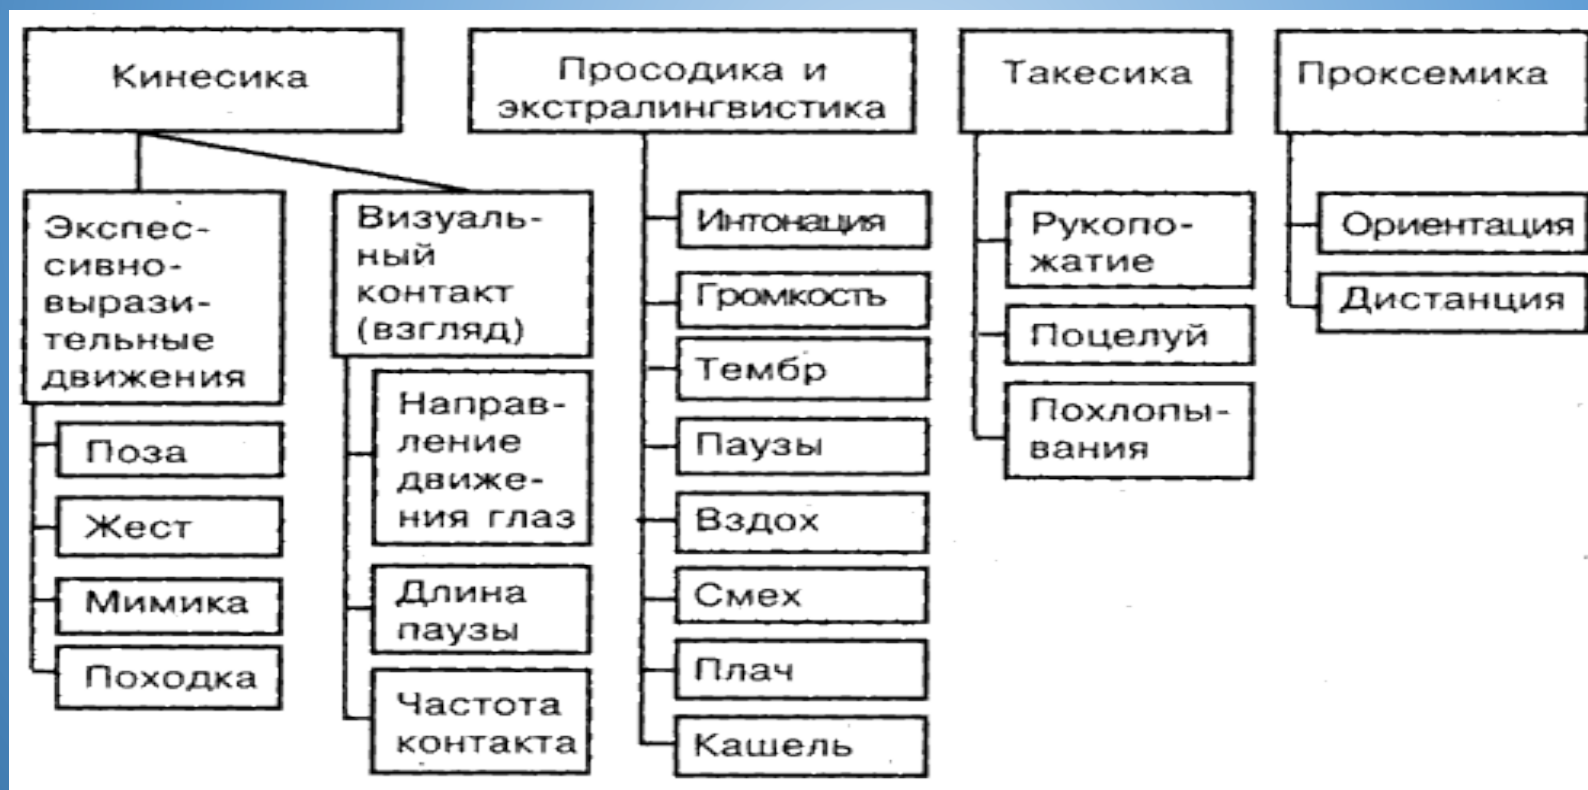 Кинесика
Просодика и
экстралингвистика
Такесика
Проксемика
Экспес-
сивно-
вырази-
тельные
движения
Поза
Жест
Мимика
Походка
Визуаль-
ный
контакт
(взгляд)
Направ-
ление
движе-
ния глаз
Длина
паузы
Частота
контакта
Интонация
Громкость
Тембр
Паузы
Вздох
Смех
Плач
Кашель
Рукопо-
жатие
Поцелуй
Похлопы-
вания
Ориентация
Дистанция